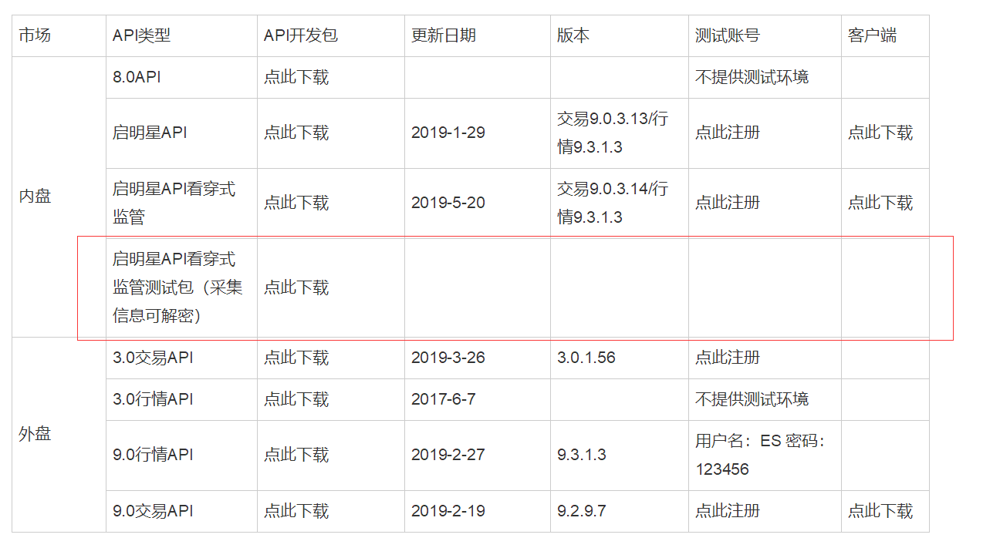 市场 API类型 API开发包 更新日期 版本 测试账号 客户端
8.0API 点此下载 不提供测试环境
启明星API 点此下载 2019-1-29 交易9.0.3.13/行 点此注册 点此下载
情9.3.1.3
内盘
启明星API看穿式 点此下载 2019-5-20 交易9.0.3.14/行 点此注册 点此下载
监管 情9.3.1.3
启明星API看穿式
监管测试包（采集 点此下载
信息可解密）
外盘
3.0交易API 点此下载 2019-3-26 3.0.1.56 点此注册
3.0行情API 点此下载 2017-6-7 不提供测试环境
9.0行情API 点此下载 2019-2-27 9.3.1.3 用户名：ES 密码：
123456
9.0交易API 点此下载 2019-2-19 9.2.9.7 点此注册 点此下载